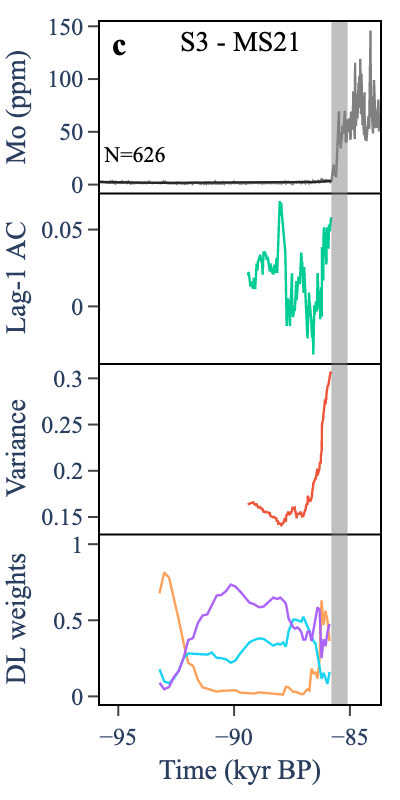 c S3 - MS21
Mo (ppm)
150
100
50
0
N=626
Lag-1 AC
0.05
0
Variance
0.3
0.25
0.2
0.15
DL weights
1
0.5
0
−95 −90 −85
Time (kyr BP)